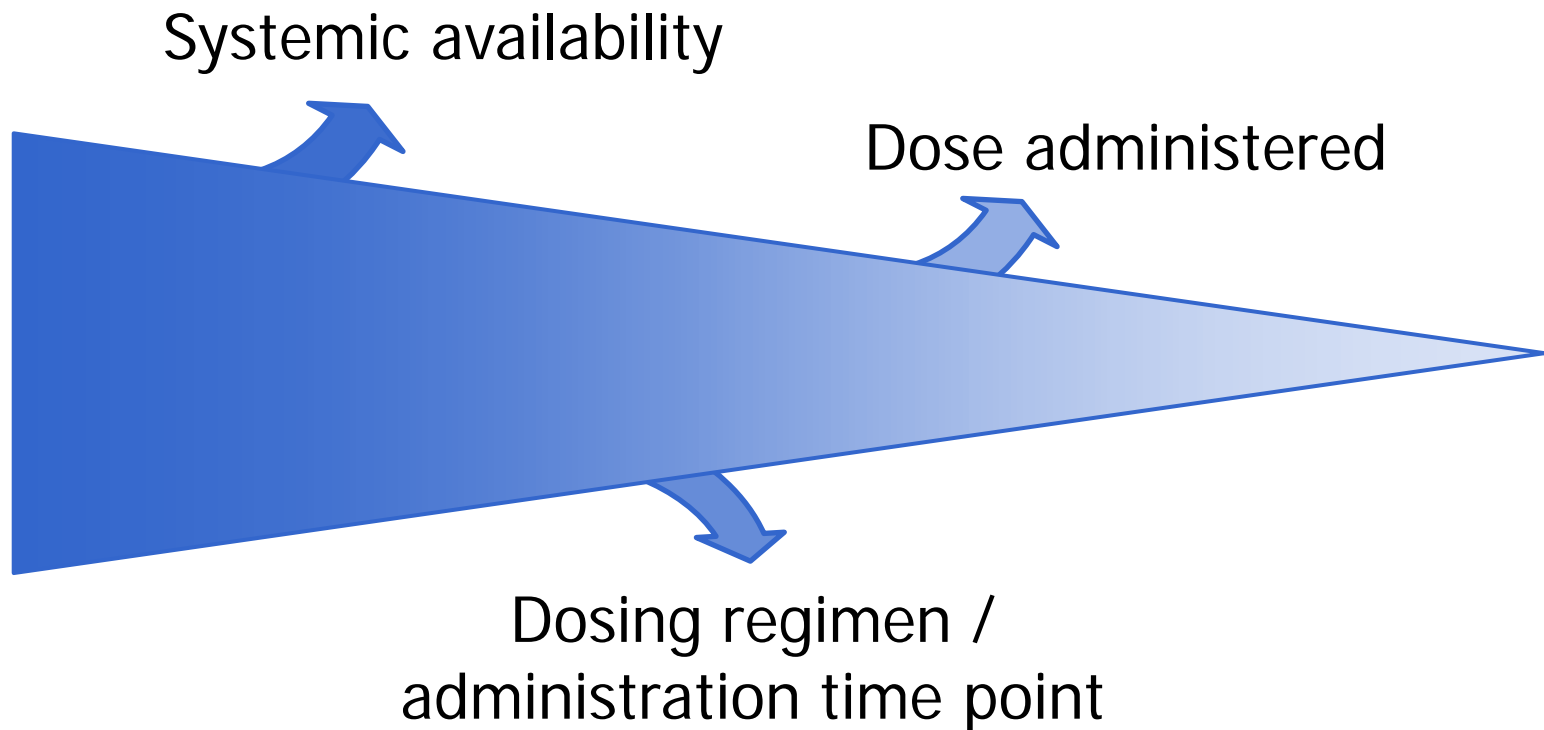 Systemic availability
Dose administered
Dosing regimen /
administration time point